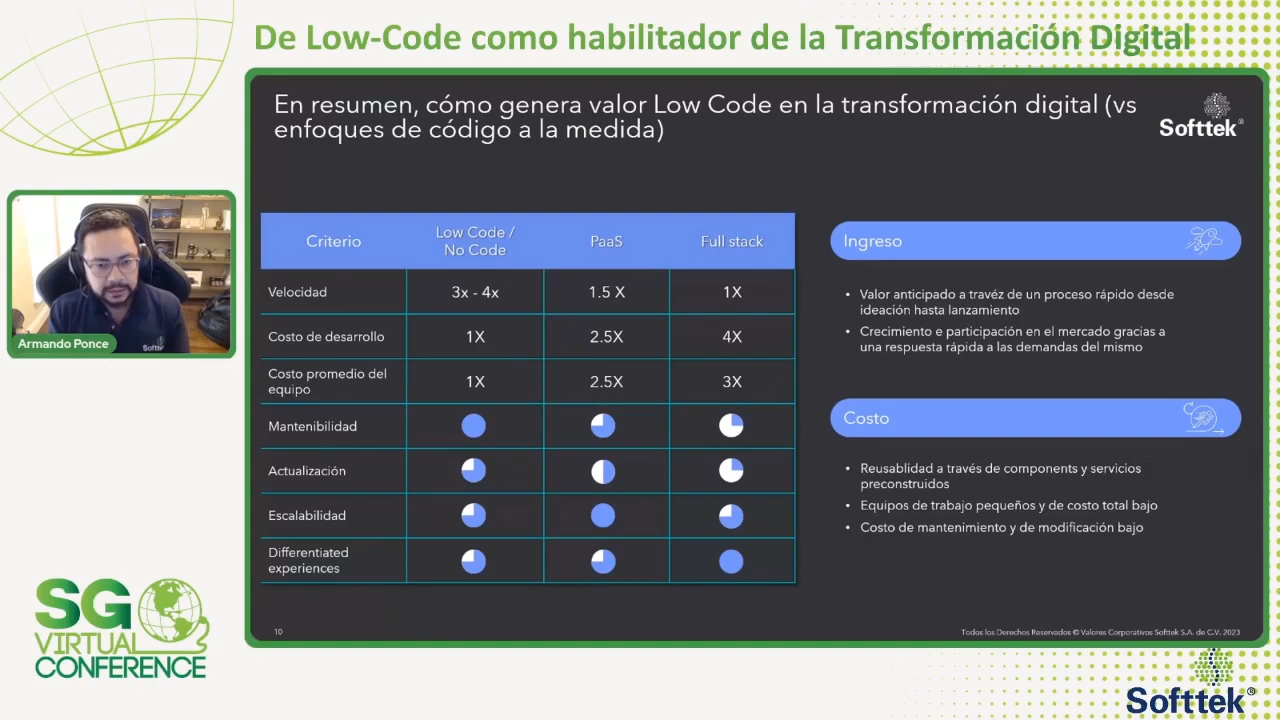 De Low-Code como habilitador de la Transformación Digital
En resumen, cómo genera valor Low Code en la transformación digital (vs
enfoques de código a la medida)
Softtek®
Armando Ponce
Softtek
Criterio
Low Code /
No Code
PaaS
Full stack
Velocidad
3x - 4x
1.5 X
1X
Costo de desarrollo
1X
2.5X
4X
Costo promedio del
equipo
1X
2.5X
3X
Mantenibilidad
Actualización
Escalabilidad
Differentiated
experiences
Ingreso
• Valor anticipado a travéz de un proceso rápido desde
ideación hasta lanzamiento
• Crecimiento e participación en el mercado gracias a
una respuesta rápida a las demandas del mismo
Costo
• Reusablidad a través de components y servicios
preconstruidos
• Equipos de trabajo pequeños y de costo total bajo
• Costo de mantenimiento y de modificación bajo
10
Todos los Derechos Reservados © Valores Corporativos Softtek S.A. de C.V. 2023
SG
VIRTUAL
CONFERENCE
Softtek®